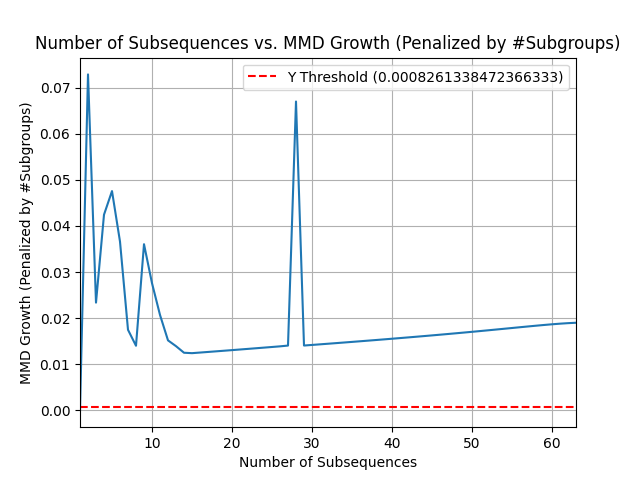 Number of Subsequences vs. MMD Growth (Penalized by #Subgroups)
Y Threshold (0.0008261338472366333)
MMD Growth (Penalized by #Subgroups)
0.07
0.06
0.05
0.04
0.03
0.02
0.01
0.00
10 20 30 40 50 60
Number of Subsequences